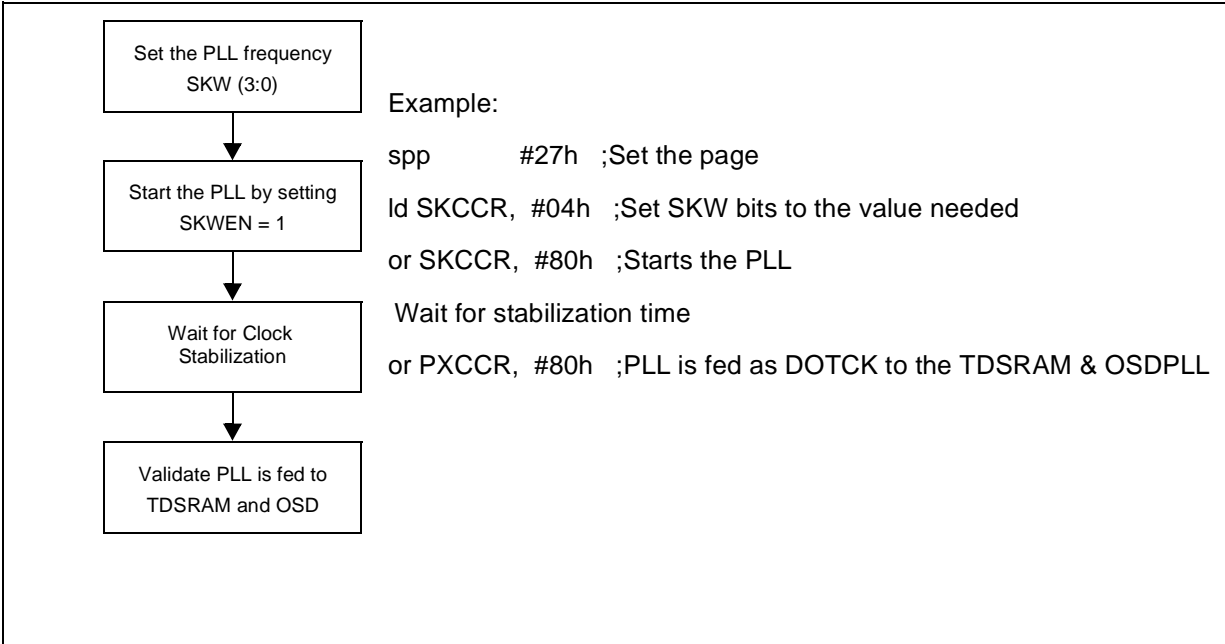 Set the PLL frequency
SKW (3:0)
Start the PLL by setting
SKWEN = 1
Wait for Clock
Stabilization
Validate PLL is fed to
TDSRAM and OSD
Example:
spp #27h ;Set the page
ld SKCCR, #04h ;Set SKW bits to the value needed
or SKCCR, #80h ;Starts the PLL
Wait for stabilization time
or PXCCR, #80h ;PLL is fed as DOTCK to the TDSRAM & OSDPLL